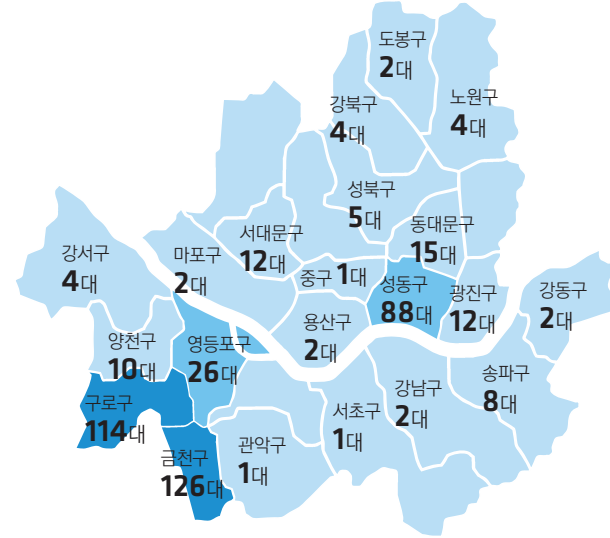 도봉구
2대
강북구
4대
노원구
4대
성북구
5대
동대문구
15대
서대문구
12대
강서구
4대
마포구
2대
중구 1대
성동구
88대
광진구
12대
강동구
2대
용산구
2대
양천구
10대
영등포구
26대
구로구
114대
강남구
2대
송파구
8대
서초구
1대
관악구
1대
금천구
126대